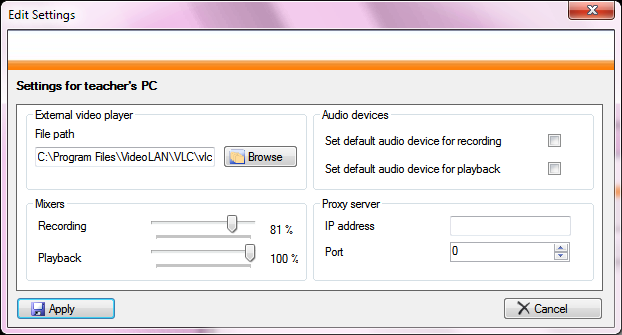 Edit Settings
Settings for teacher's PC
External video player
File path
C:\Program Files\VideoLAN\VLC\vlc
Browse
Audio devices
Set default audio device for recording
Set default audio device for playback
Mixers
Recording
81 %
Playback
100 %
Proxy server
IP address
Port
0
Apply
Cancel